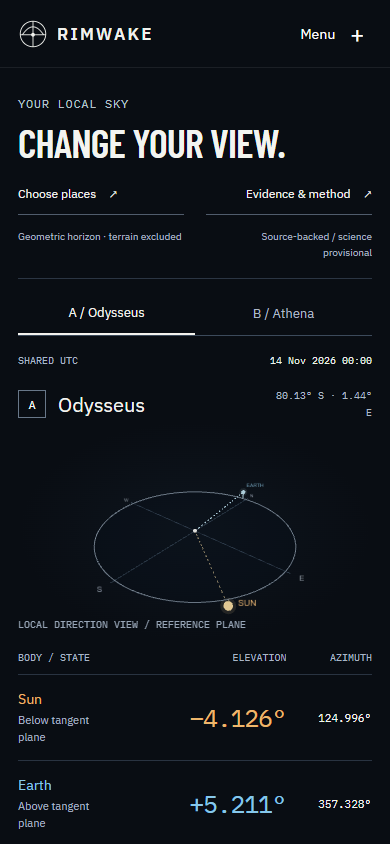 RIMWAKE
Menu +
YOUR LOCAL SKY
CHANGE YOUR VIEW.
Choose places ↗
Evidence & method ↗
Geometric horizon · terrain excluded
Source-backed / science
provisional
A / Odysseus
B / Athena
SHARED UTC
14 Nov 2026 00:00
A
Odysseus
80.13° S · 1.44°
E
EARTH
N
W
S
E
SUN
LOCAL DIRECTION VIEW / REFERENCE PLANE
BODY / STATE
ELEVATION
AZIMUTH
Sun
Below tangent
plane
−4.126°
124.996°
Earth
Above tangent
plane
+5.211°
357.328°